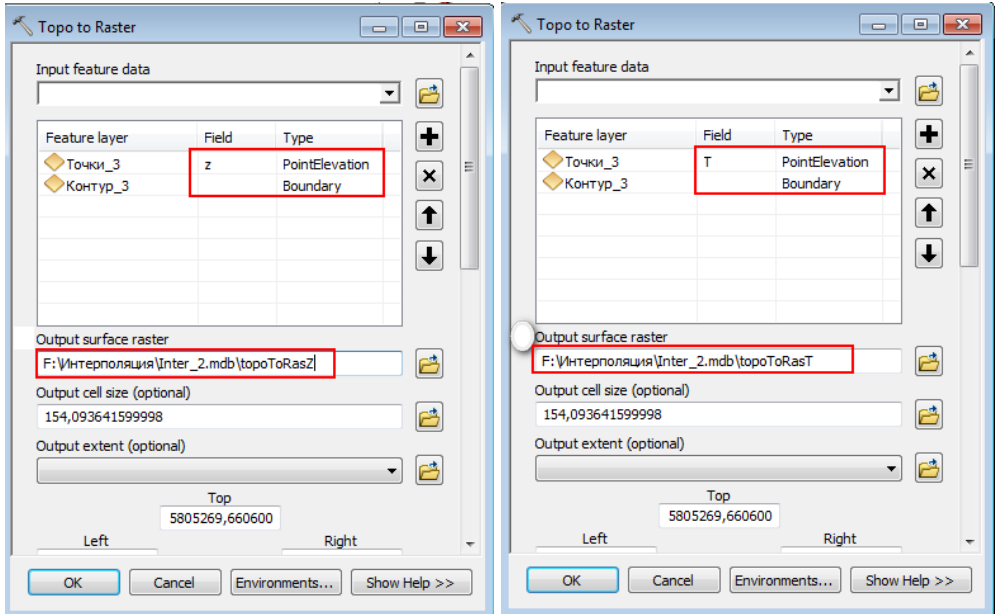 Topo to Raster
Input feature data
Feature layer Field Type
Точки_3 z PointElevation
Контур_3 Boundary
Output surface raster
F:\Интерполяция\Inter_2.mdb\topoToRasZ
Output cell size (optional)
154,093641599998
Output extent (optional)
Top
5805269,660600
Left Right
OK Cancel Environments... Show Help >>
Topo to Raster
Input feature data
Feature layer Field Type
Точки_3 T PointElevation
Контур_3 Boundary
Output surface raster
F:\Интерполяция\Inter_2.mdb\topoToRasT
Output cell size (optional)
154,093641599998
Output extent (optional)
Top
5805269,660600
Left Right
OK Cancel Environments... Show Help >>